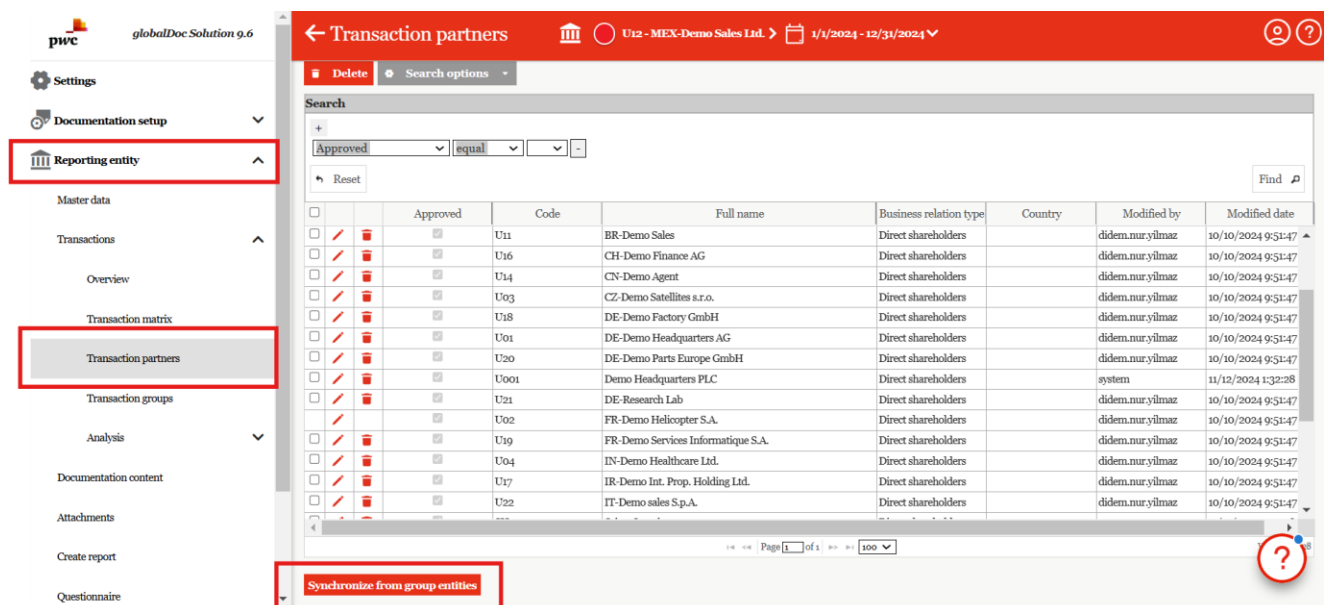 pwc globalDoc Solution 9.6
Settings
Documentation setup
Reporting entity
Master data
Transactions
Overview
Transaction matrix
Transaction partners
Transaction groups
Analysis
Documentation content
Attachments
Create report
Questionnaire
← Transaction partners U12 - MEX-Demo Sales Ltd. > 1/1/2024 - 12/31/2024
Delete Search options
Search
+
Approved equal -
Reset Find
Approved Code Full name Business relation type Country Modified by Modified date
U11 BR-Demo Sales Direct shareholders didem.nur.yilmaz 10/10/2024 9:51:47
U16 CH-Demo Finance AG Direct shareholders didem.nur.yilmaz 10/10/2024 9:51:47
U14 CN-Demo Agent Direct shareholders didem.nur.yilmaz 10/10/2024 9:51:47
U03 CZ-Demo Satellites s.r.o. Direct shareholders didem.nur.yilmaz 10/10/2024 9:51:47
U18 DE-Demo Factory GmbH Direct shareholders didem.nur.yilmaz 10/10/2024 9:51:47
U01 DE-Demo Headquarters AG Direct shareholders didem.nur.yilmaz 10/10/2024 9:51:47
U20 DE-Demo Parts Europe GmbH Direct shareholders didem.nur.yilmaz 10/10/2024 9:51:47
U001 Demo Headquarters PLC Direct shareholders system 11/12/2024 1:32:28
U21 DE-Research Lab Direct shareholders didem.nur.yilmaz 10/10/2024 9:51:47
U02 FR-Demo Helicopter S.A. Direct shareholders didem.nur.yilmaz 10/10/2024 9:51:47
U19 FR-Demo Services Informatique S.A. Direct shareholders didem.nur.yilmaz 10/10/2024 9:51:47
U04 IN-Demo Healthcare Ltd. Direct shareholders didem.nur.yilmaz 10/10/2024 9:51:47
U17 IR-Demo Int. Prop. Holding Ltd. Direct shareholders didem.nur.yilmaz 10/10/2024 9:51:47
U22 IT-Demo sales S.p.A. Direct shareholders didem.nur.yilmaz 10/10/2024 9:51:47
Page 1 of 1 100
Synchronize from group entities
?